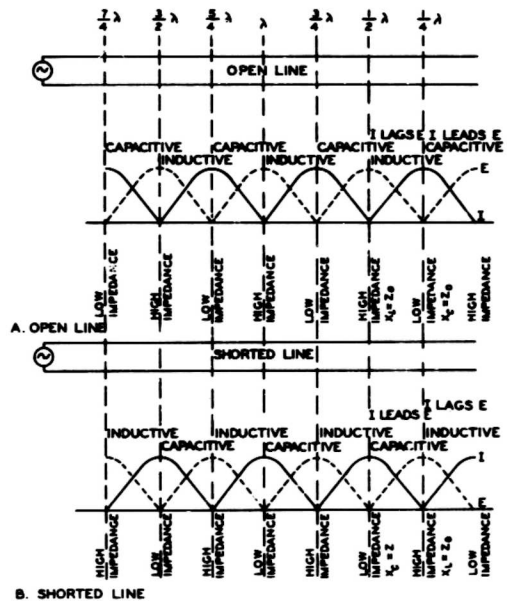 7/4 λ 3/2 λ 5/4 λ λ 3/4 λ 1/2 λ 1/4 λ
OPEN LINE
I LAGS E I LEADS E
CAPACITIVE CAPACITIVE CAPACITIVE CAPACITIVE
INDUCTIVE INDUCTIVE INDUCTIVE E
I
LOW IMPEDANCE
HIGH IMPEDANCE
LOW IMPEDANCE
HIGH IMPEDANCE
LOW IMPEDANCE
HIGH IMPEDANCE
XL = Z0
LOW IMPEDANCE
XC = Z0
HIGH IMPEDANCE
A. OPEN LINE
SHORTED LINE
I LAGS E
I LEADS E
INDUCTIVE INDUCTIVE INDUCTIVE INDUCTIVE
CAPACITIVE CAPACITIVE CAPACITIVE I
E
HIGH IMPEDANCE
LOW IMPEDANCE
HIGH IMPEDANCE
LOW IMPEDANCE
HIGH IMPEDANCE
LOW IMPEDANCE
XC = Z
HIGH IMPEDANCE
XL = Z0
LOW IMPEDANCE
B. SHORTED LINE